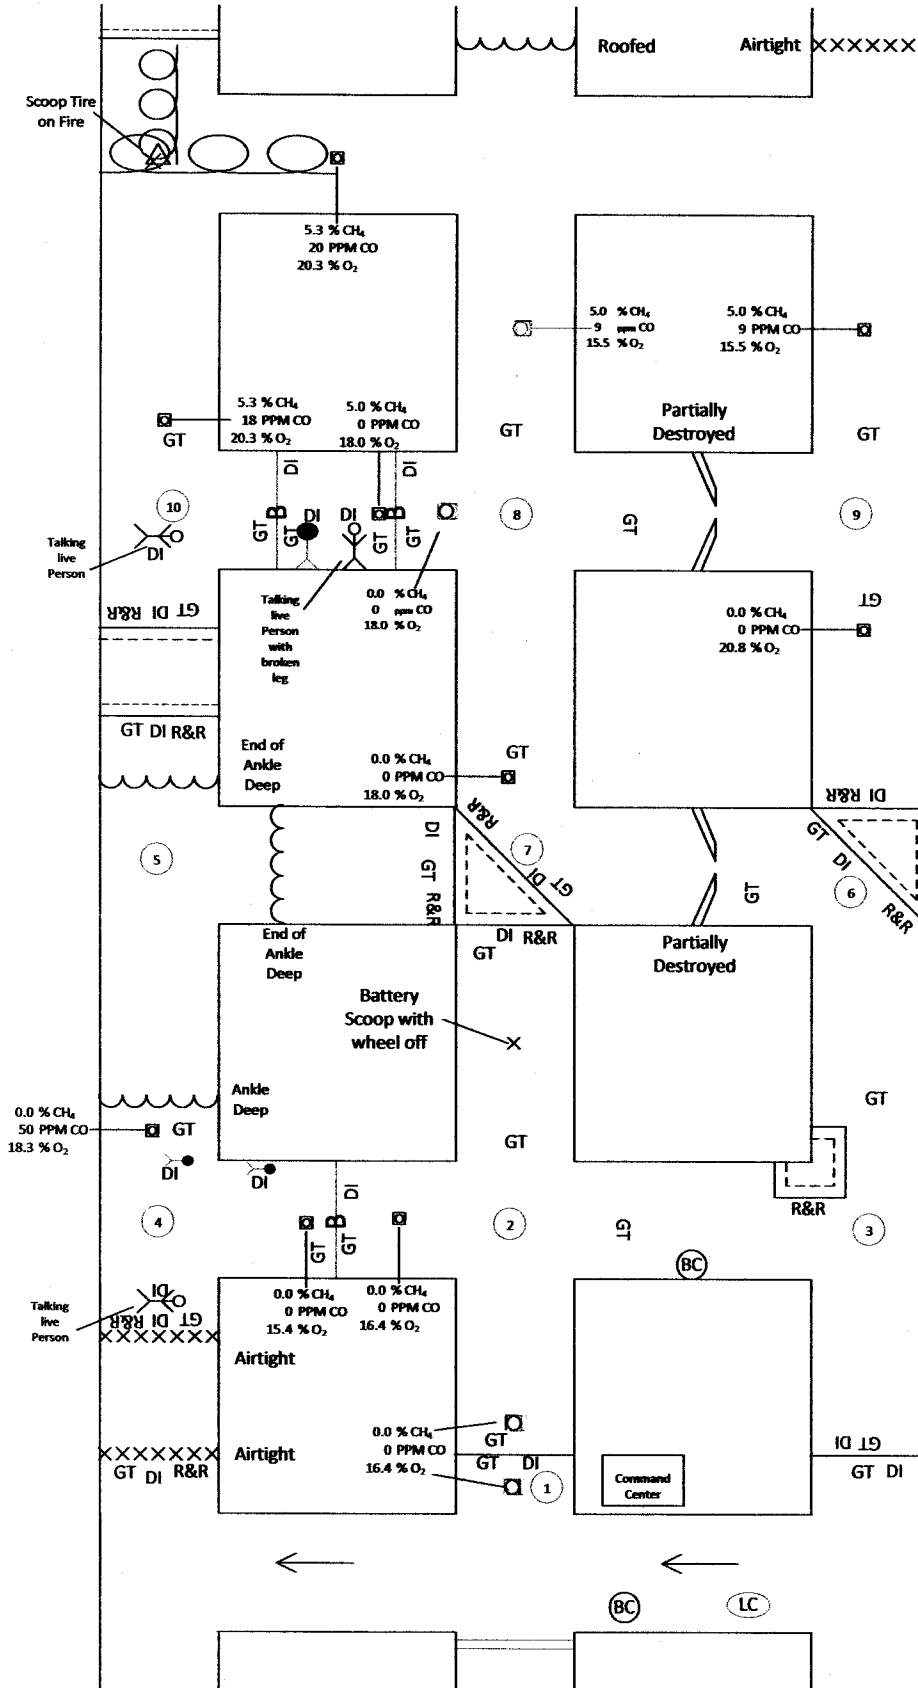 Roofed
Airtight
Scoop Tire
on Fire
5.3 % CH₄
20 PPM CO
20.3 % O₂
5.0 % CH₄
9 ppm CO
15.5 % O₂
5.0 % CH₄
9 PPM CO
15.5 % O₂
5.3 % CH₄
18 PPM CO
20.3 % O₂
GT
5.0 % CH₄
0 PPM CO
18.0 % O₂
GT
Partially
Destroyed
GT
DI
DI
10
B
DI
DI
B
8
GT
9
GT
GT
GT
GT
Talking
live
Person
DI
GT DI R&R
Talking
live
Person
with
broken
leg
0.0 % CH₄
0 ppm CO
18.0 % O₂
GT
0.0 % CH₄
0 PPM CO
20.8 % O₂
GT DI R&R
End of
Ankle
Deep
GT
0.0 % CH₄
0 PPM CO
18.0 % O₂
R&R
DI R&R
DI
GT
R&R
5
7
DI
GT
GT
DI
6
R&R
GT
End of
Ankle
Deep
DI R&R
GT
Partially
Destroyed
Battery
Scoop with
wheel off
Ankle
Deep
GT
0.0 % CH₄
50 PPM CO
18.3 % O₂
GT
GT
DI
DI
DI
R&R
4
B
2
GT
3
GT
GT
BC
DI
Talking
live
Person
GT DI R&R
0.0 % CH₄
0 PPM CO
15.4 % O₂
0.0 % CH₄
0 PPM CO
16.4 % O₂
Airtight
0.0 % CH₄
0 PPM CO
16.4 % O₂
GT
Airtight
GT DI
GT DI
GT DI R&R
1
Command
Center
GT DI
BC
LC